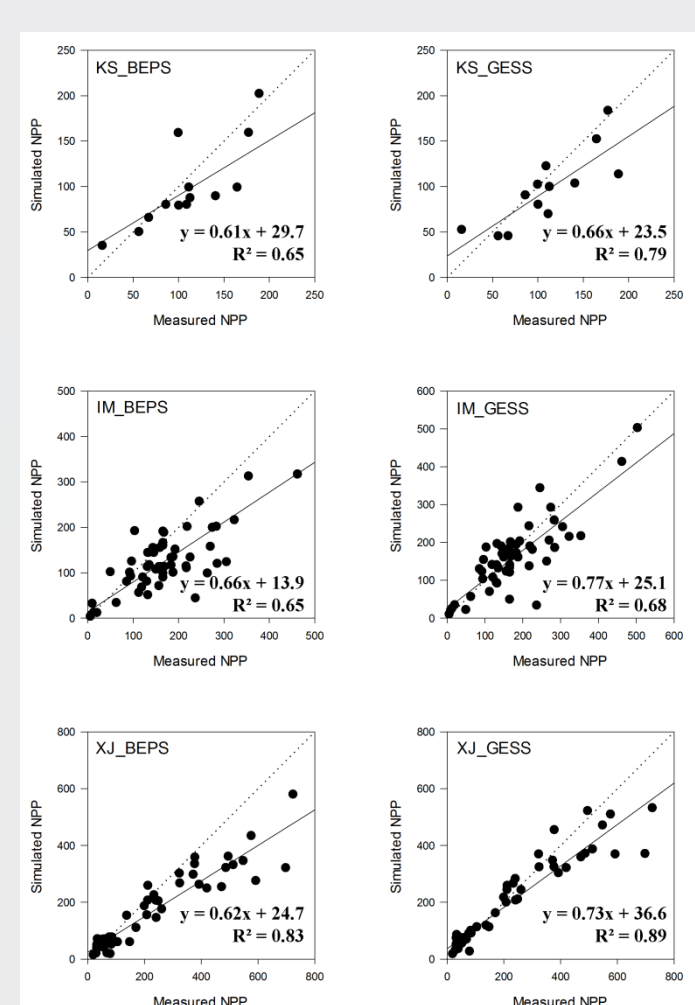 KS_BEPS
250
200
150
100
50
0
Simulated NPP
y = 0.61x + 29.7
R² = 0.65
0 50 100 150 200 250
Measured NPP
KS_GESS
250
200
150
100
50
0
Simulated NPP
y = 0.66x + 23.5
R² = 0.79
0 50 100 150 200 250
Measured NPP
IM_BEPS
500
400
300
200
100
0
Simulated NPP
y = 0.66x + 13.9
R² = 0.65
0 100 200 300 400 500
Measured NPP
IM_GESS
600
500
400
300
200
100
0
Simulated NPP
y = 0.77x + 25.1
R² = 0.68
0 100 200 300 400 500 600
Measured NPP
XJ_BEPS
800
600
400
200
0
Simulated NPP
y = 0.62x + 24.7
R² = 0.83
0 200 400 600 800
Measured NPP
XJ_GESS
800
600
400
200
0
Simulated NPP
y = 0.73x + 36.6
R² = 0.89
0 200 400 600 800
Measured NPP